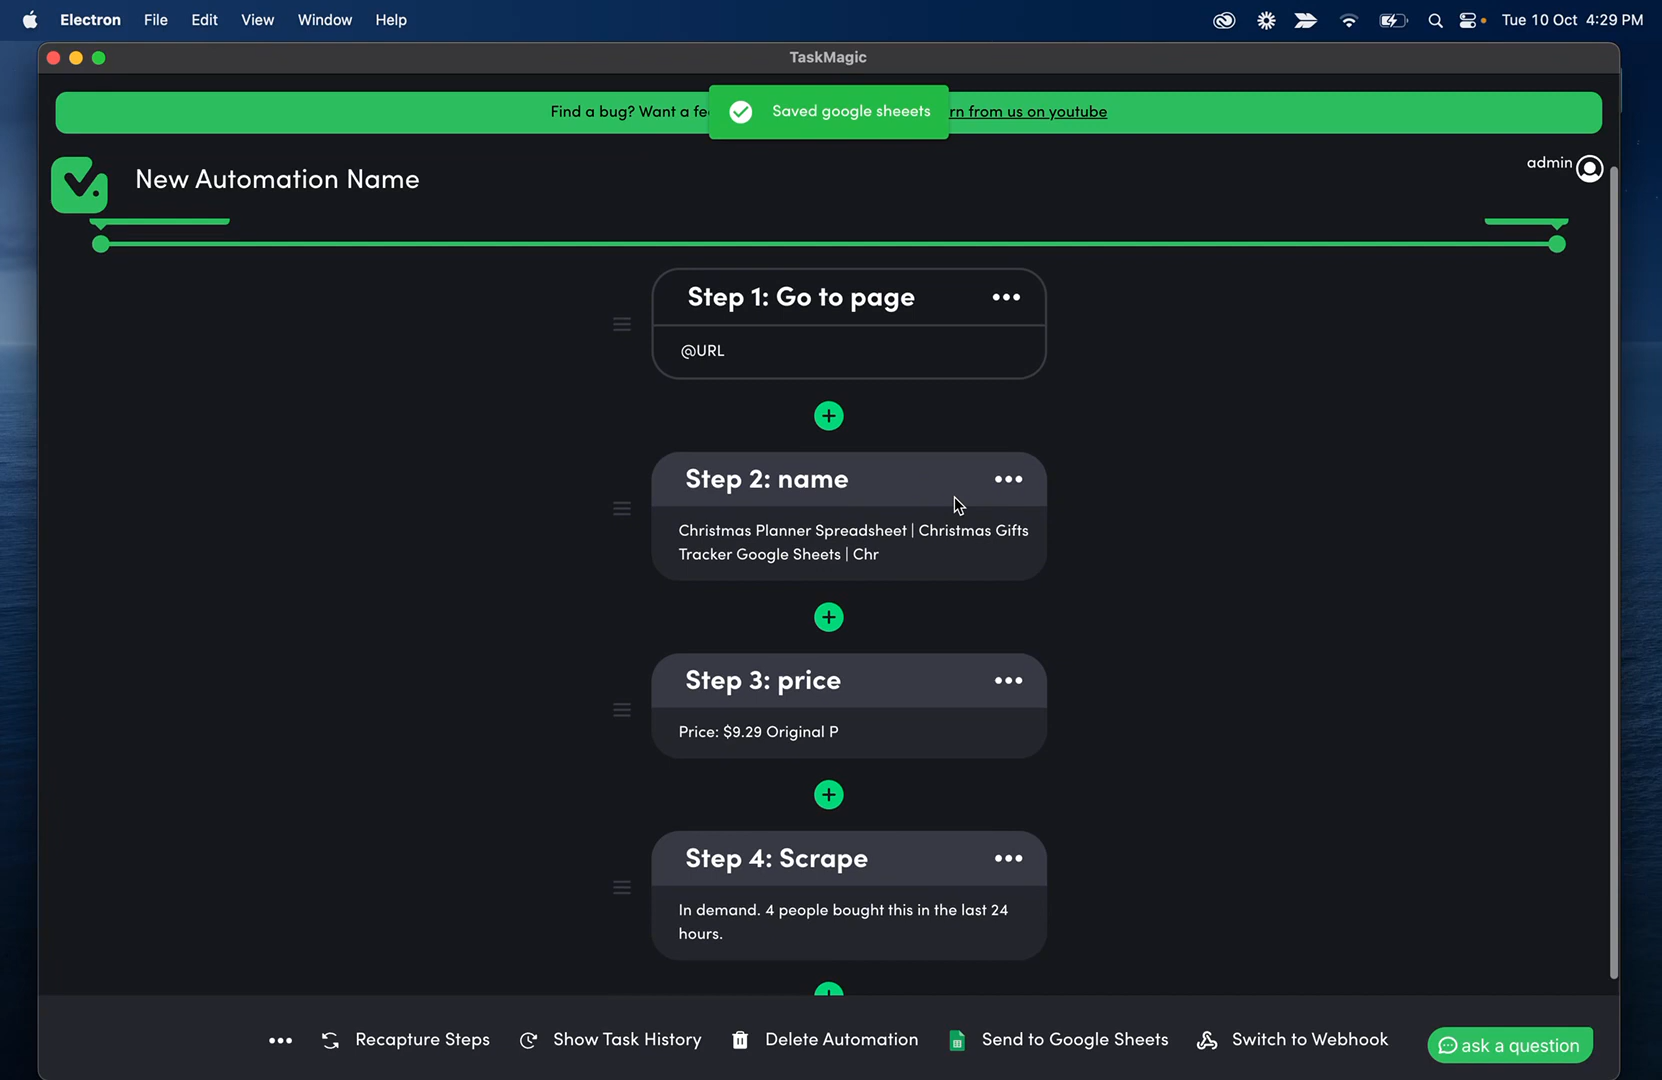 Electron File Edit View Window Help Tue 10 Oct 4:29 PM
TaskMagic
Find a bug? Want a fe
Saved google sheeets
rn from us on youtube
New Automation Name
admin
Step 1: Go to page
@URL
Step 2: name
Christmas Planner Spreadsheet | Christmas Gifts
Tracker Google Sheets | Chr
Step 3: price
Price: $9.29 Original P
Step 4: Scrape
In demand. 4 people bought this in the last 24
hours.
Recapture Steps Show Task History Delete Automation Send to Google Sheets Switch to Webhook ask a question